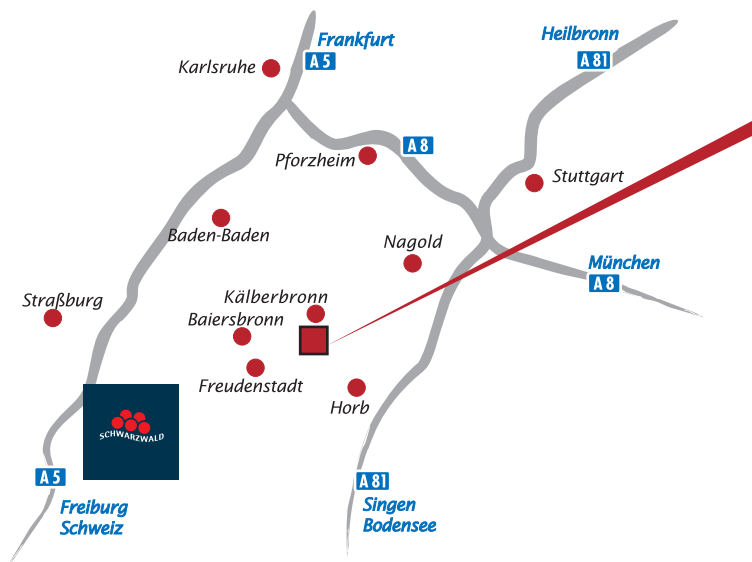 Frankfurt
A 5
Karlsruhe
Heilbronn
A 81
A 8
Pforzheim
Stuttgart
Baden-Baden
Nagold
München
A 8
Straßburg
Kälberbronn
Baiersbronn
Freudenstadt
Horb
SCHWARZWALD
A 5
Freiburg
Schweiz
A 81
Singen
Bodensee